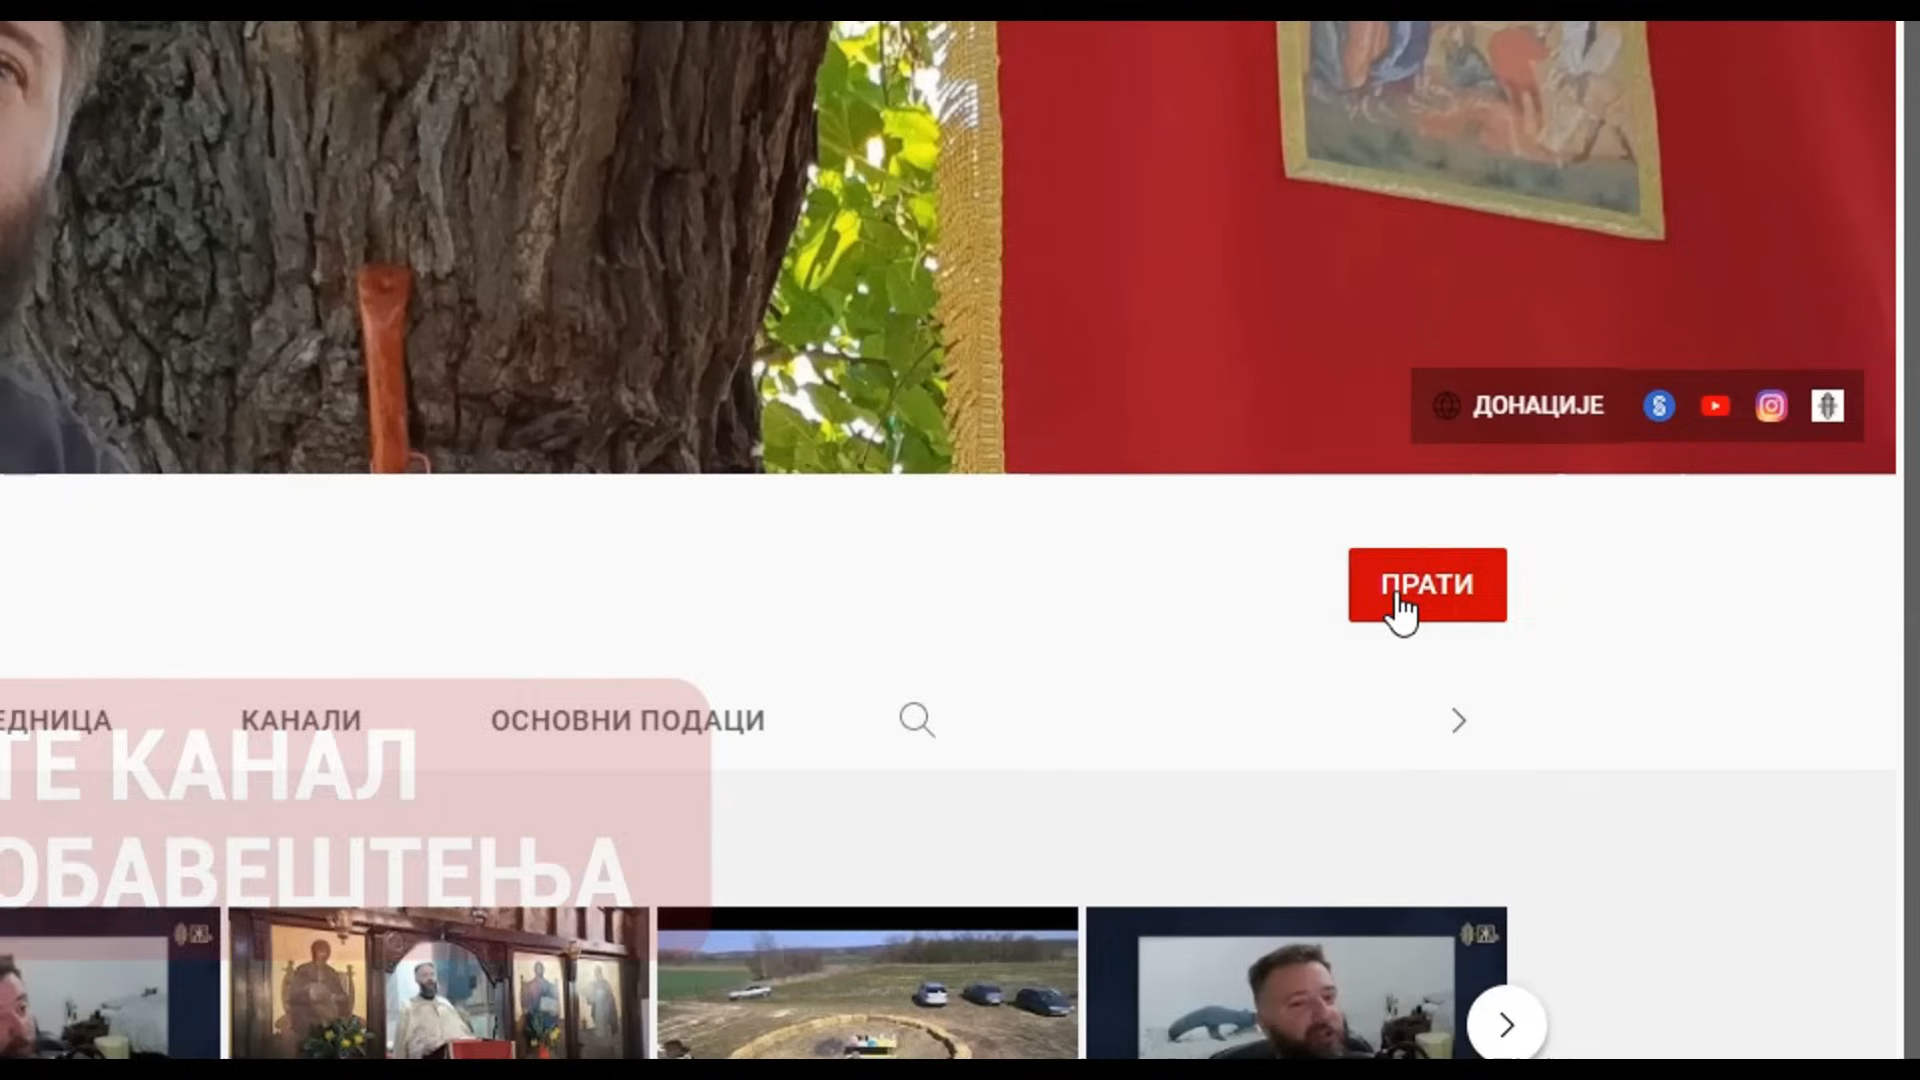 ДОНАЦИЈЕ
ПРАТИ
ЕДНИЦА КАНАЛИ ОСНОВНИ ПОДАЦИ
ТЕ КАНАЛ
ОБАВЕШТЕЊА